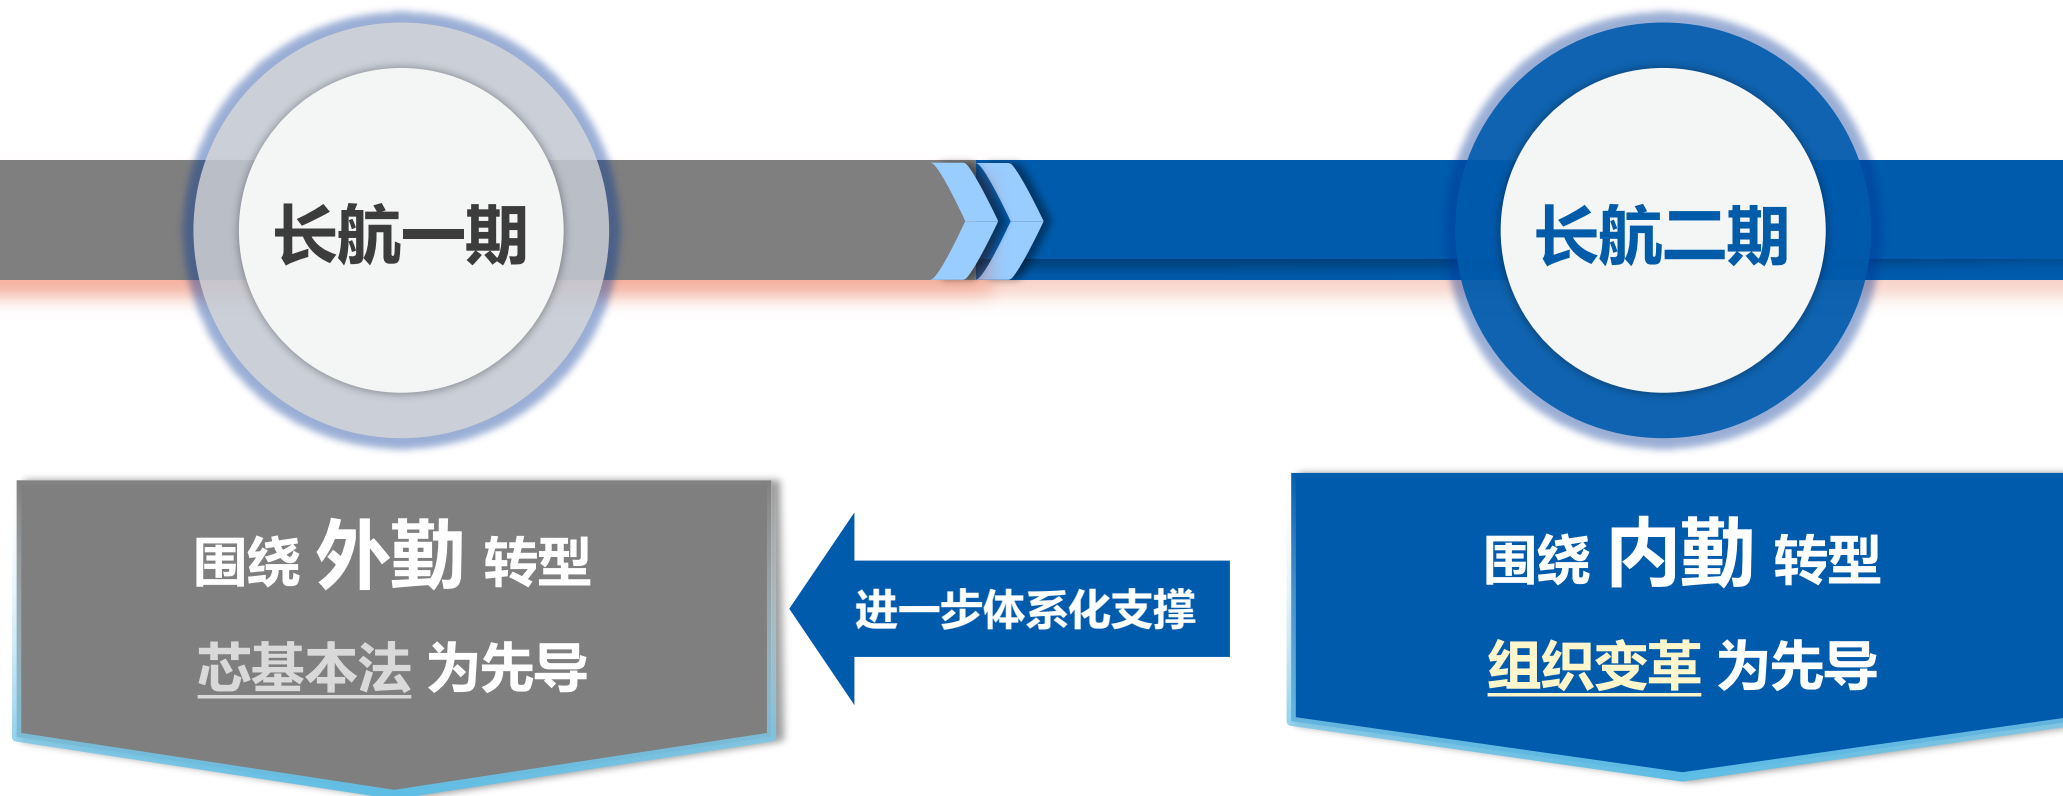 长航一期
长航二期
围绕 外勤 转型
芯基本法 为先导
进一步体系化支撑
围绕 内勤 转型
组织变革 为先导